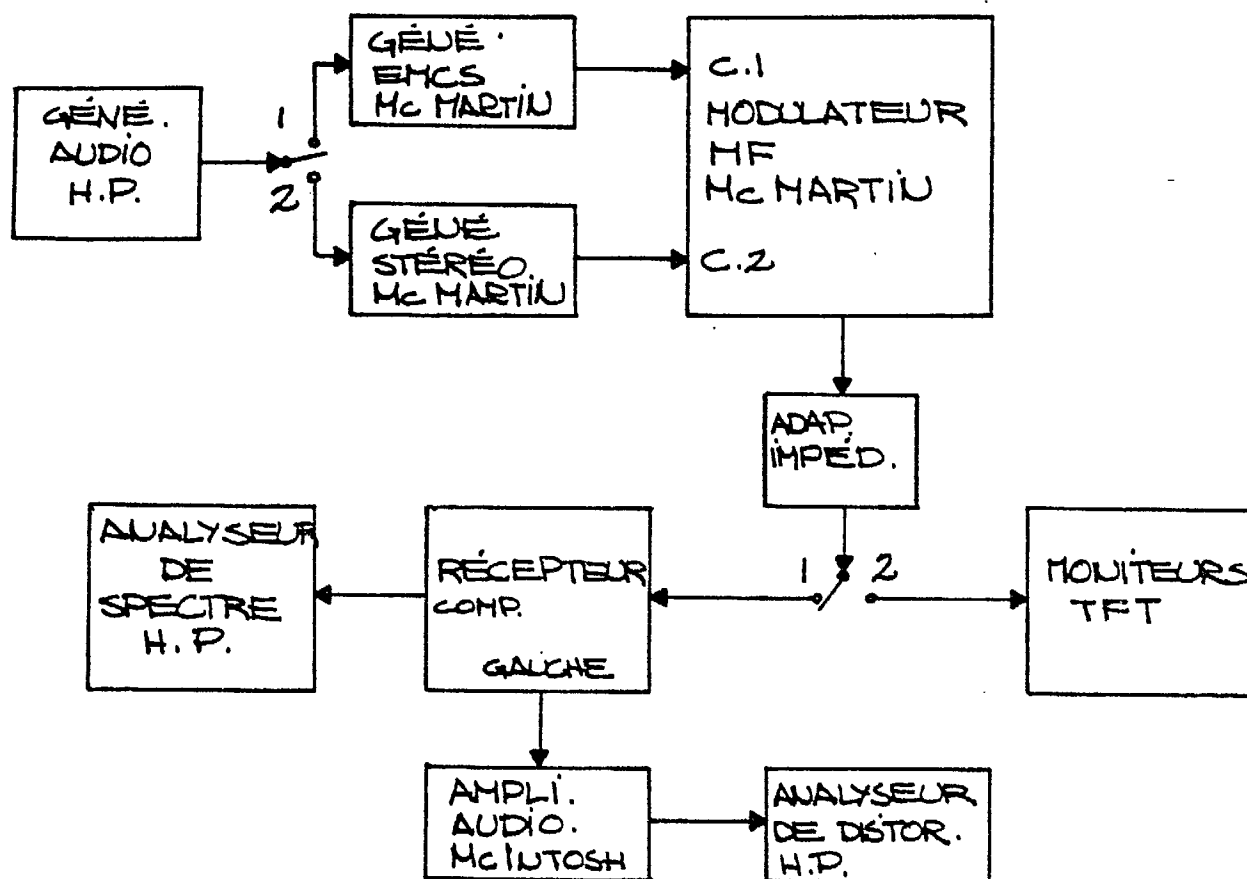 GÉNÉ.
AUDIO
H.P.
1
2
GÉNÉ.
EMCS
Mc MARTIN
GÉNÉ
STÉRÉO.
Mc MARTIN
C.1
MODULATEUR
MF
Mc MARTIN
C.2
ADAP.
IMPÉD.
1 2
ANALYSEUR
DE
SPECTRE
H.P.
RÉCEPTEUR
COMP.
GAUCHE
MONITEURS
TFT
AMPLI.
AUDIO.
McINTOSH
ANALYSEUR
DE DISTOR.
H.P.